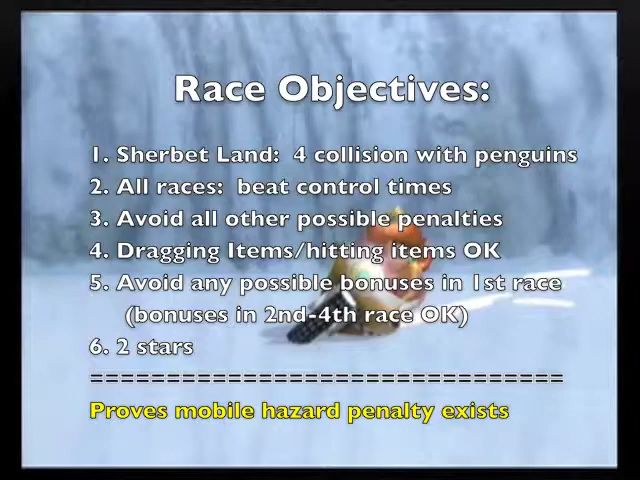 Race Objectives:
1. Sherbet Land:  4 collision with penguins
2. All races:  beat control times
3. Avoid all other possible penalties
4. Dragging Items/hitting items OK
5. Avoid any possible bonuses in 1st race
(bonuses in 2nd-4th race OK)
6. 2 stars
==================================
Proves mobile hazard penalty exists